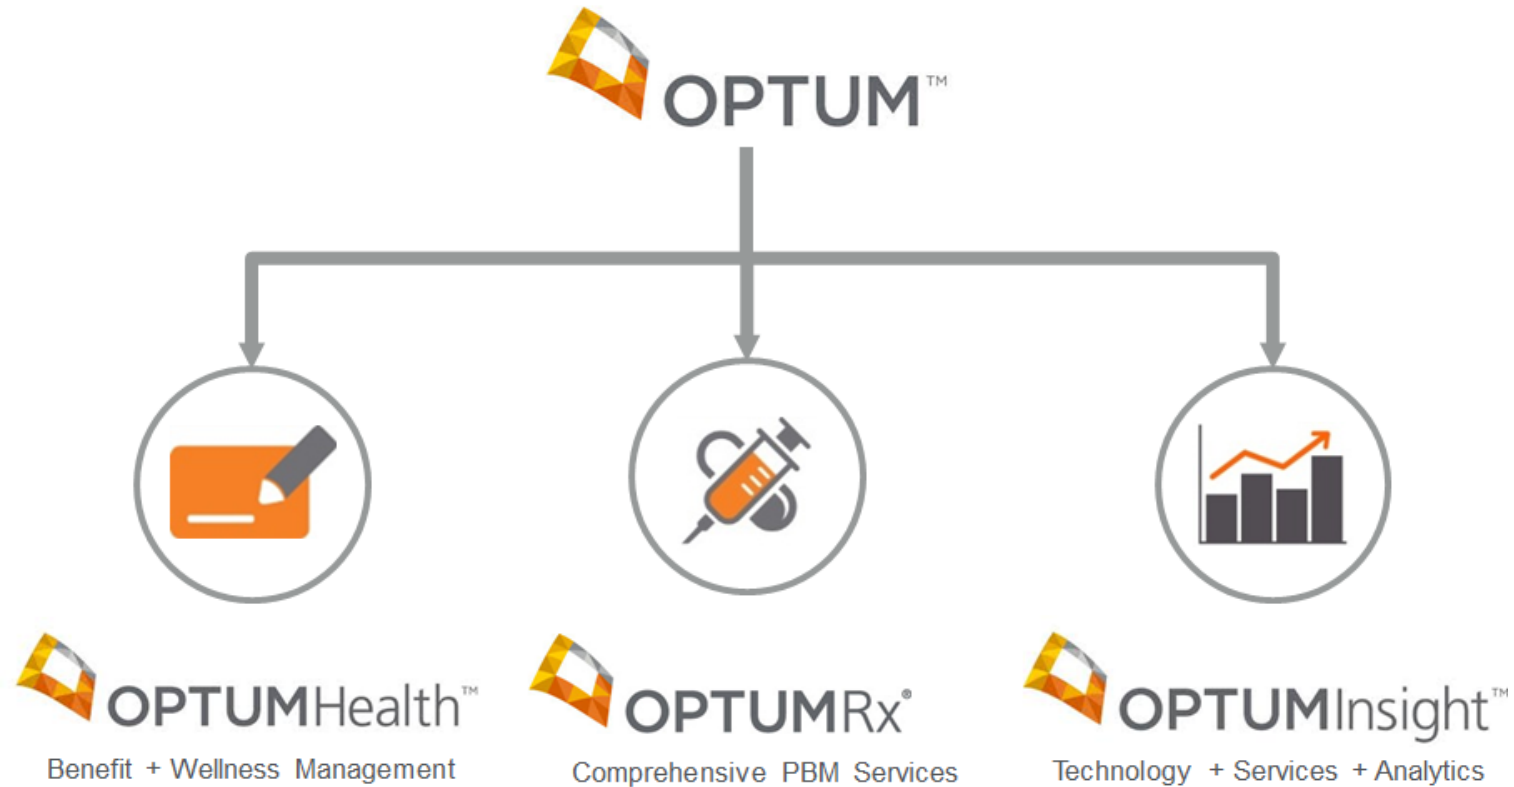 OPTUM™
OPTUMHealth™
Benefit + Wellness Management
OPTUMRx®
Comprehensive PBM Services
OPTUMInsight™
Technology + Services + Analytics